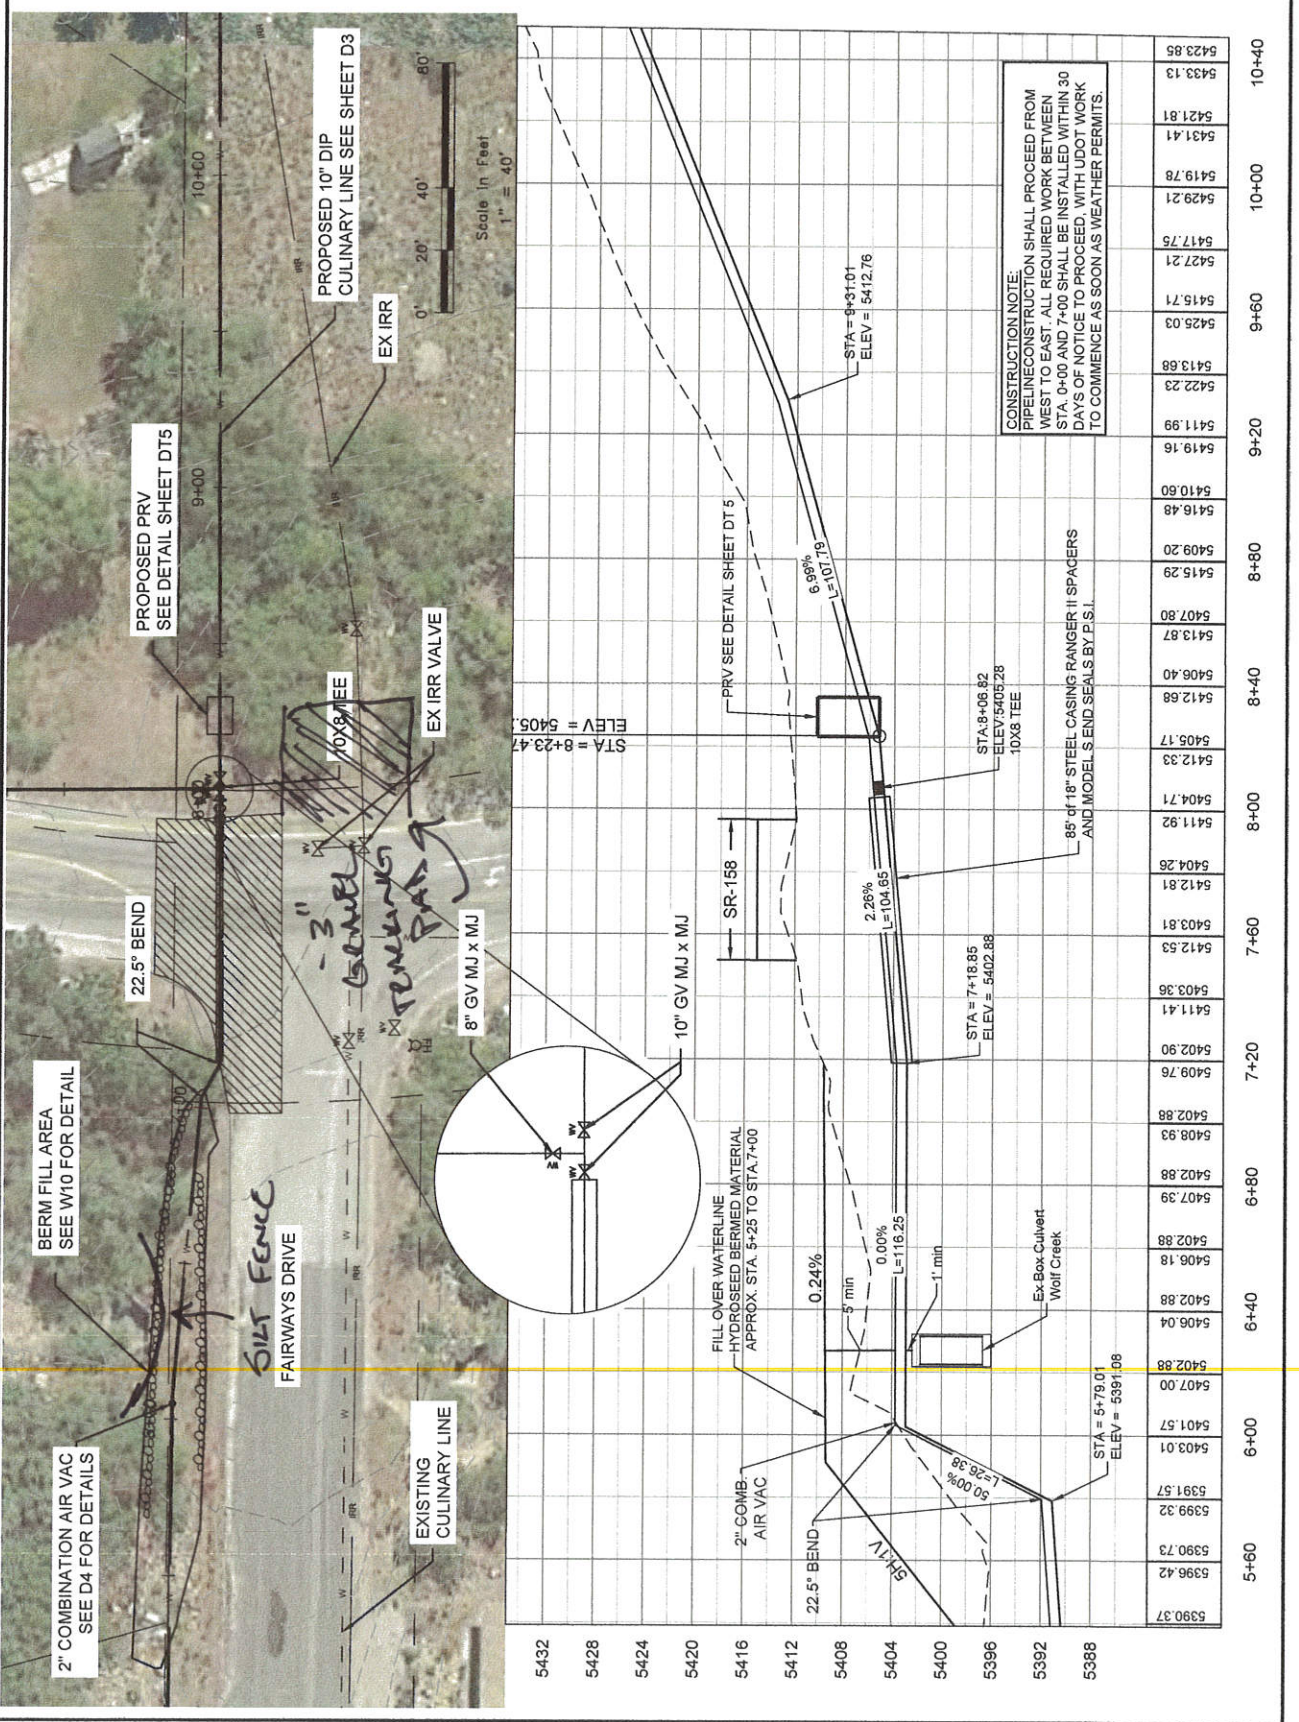 2" COMBINATION AIR VAC
SEE D4 FOR DETAILS
BERM FILL AREA
SEE W10 FOR DETAIL
22.5° BEND
PROPOSED PRV
SEE DETAIL SHEET DT5
PROPOSED 10" DIP
CULINARY LINE SEE SHEET D3
EX IRR
EX IRR VALVE
10X8 TEE
9+00
10+00
SILT FENCE
FAIRWAYS DRIVE
EXISTING
CULINARY LINE
3"
GRAVEL
TRACKING
PAD
8" GV MJ x MJ
10" GV MJ x MJ
0' 20' 40' 80'
Scale In Feet
1" = 40'
W
IRR
WV
FH
5432
5428
5424
5420
5416
5412
5408
5404
5400
5396
5392
5388
FILL OVER WATERLINE
HYDROSEED BERMED MATERIAL
APPROX. STA. 5+25 TO STA.7+00
0.24%
5' min
0.00%
L=116.25
1' min
Ex Box Culvert
Wolf Creek
2" COMB.
AIR VAC
22.5° BEND
5H:1V
50.00%
L=26.38
STA = 5+79.01
ELEV = 5391.08
STA = 7+18.85
ELEV = 5402.88
SR-158
2.26%
L=104.65
85' of 18" STEEL CASING RANGER II SPACERS
AND MODEL S END SEALS BY P.S.I.
STA:8+06.82
ELEV:5405.28
10X8 TEE
STA = 8+23.47
ELEV = 5405.
PRV SEE DETAIL SHEET DT 5
6.99%
L=107.79
STA = 9+31.01
ELEV = 5412.76
CONSTRUCTION NOTE:
PIPELINECONSTRUCTION SHALL PROCEED FROM
WEST TO EAST. ALL REQUIRED WORK BETWEEN
STA. 0+00 AND 7+00 SHALL BE INSTALLED WITHIN 30
DAYS OF NOTICE TO PROCEED, WITH UDOT WORK
TO COMMENCE AS SOON AS WEATHER PERMITS.
5390.37
5396.42 5390.73
5399.32 5391.57
5403.01 5401.57
5407.00 5402.88
5406.04 5402.88
5406.18 5402.88
5407.39 5402.88
5408.93 5402.88
5409.76 5402.90
5411.41 5403.36
5412.53 5403.81
5412.81 5404.26
5411.92 5404.71
5412.33 5405.17
5412.68 5406.40
5413.87 5407.80
5415.29 5409.20
5416.48 5410.60
5419.16 5411.99
5422.23 5413.68
5425.03 5415.71
5427.21 5417.75
5429.21 5419.78
5431.41 5421.81
5433.13 5423.85
5+60 6+00 6+40 6+80 7+20 7+60 8+00 8+40 8+80 9+20 9+60 10+00 10+40